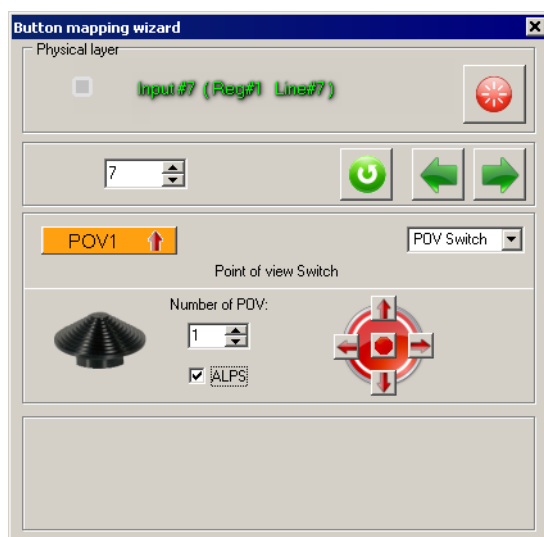 Button mapping wizard
Physical layer
Input#7 (Reg#1 Line#7)
7
POV1
POV Switch
Point of view Switch
Number of POV:
1
ALPS